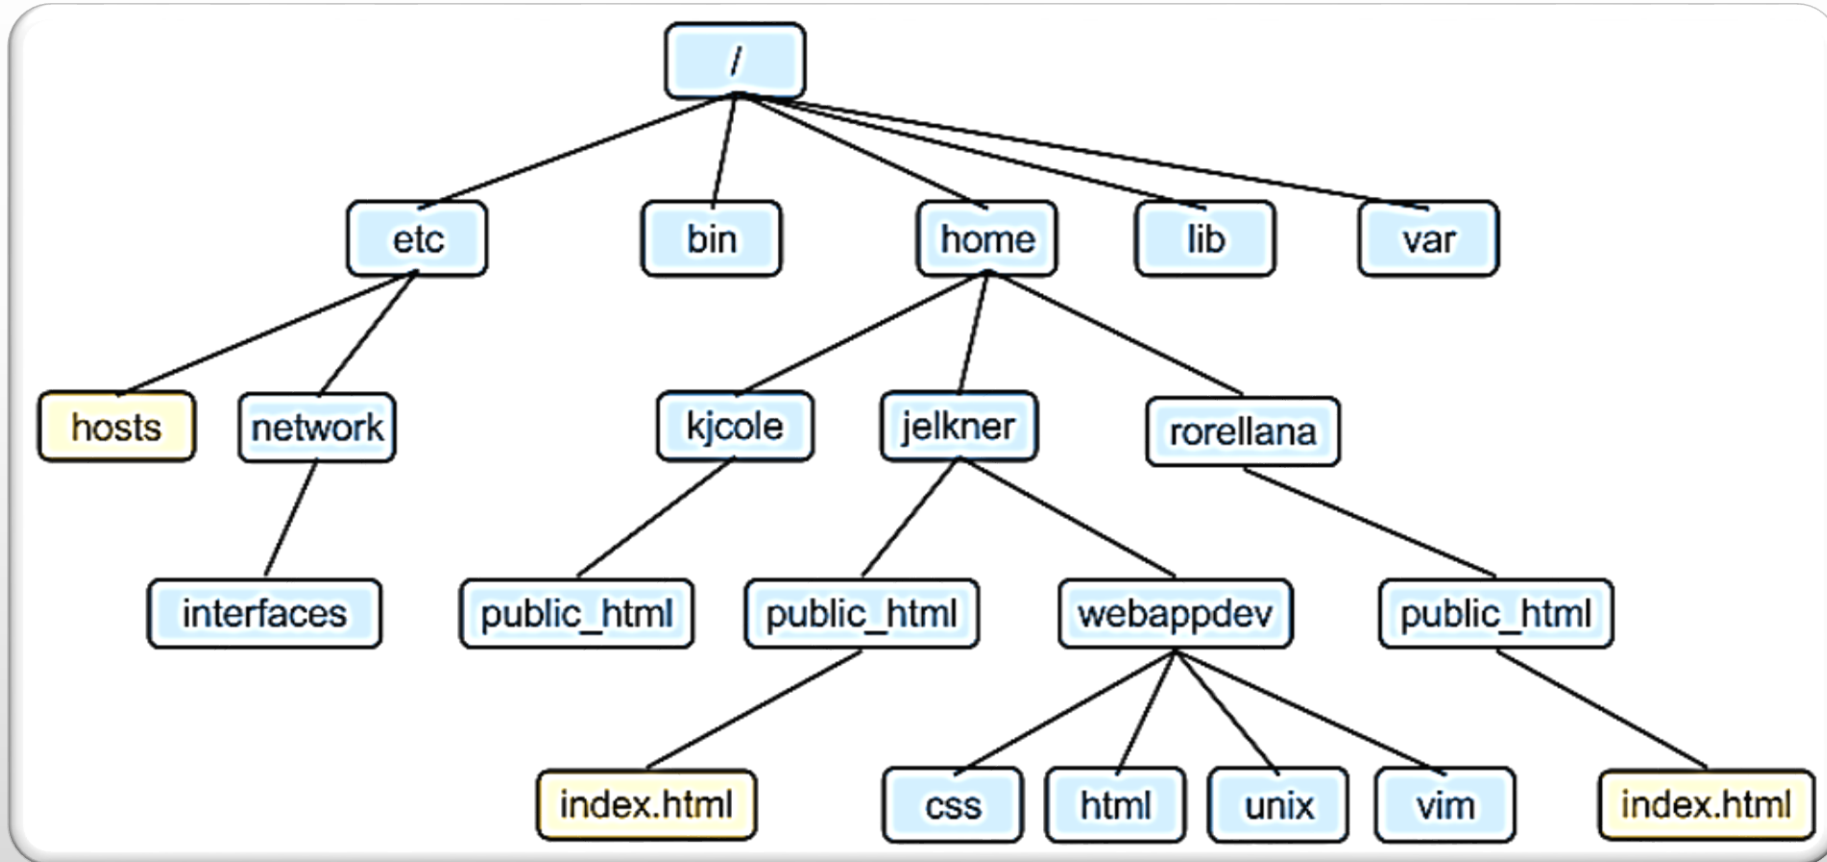 /
etc
bin
home
lib
var
hosts
network
kjcole
jelkner
rorellana
interfaces
public_html
public_html
webappdev
public_html
index.html
css
html
unix
vim
index.html